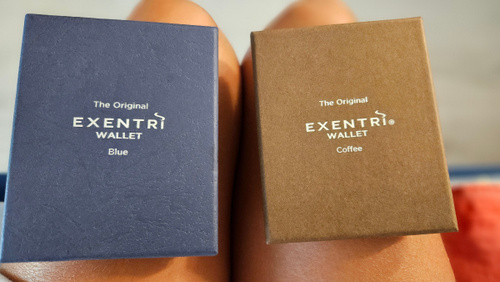 The Original
EXENTRI
WALLET
Blue
The Original
EXENTRI®
WALLET
Coffee